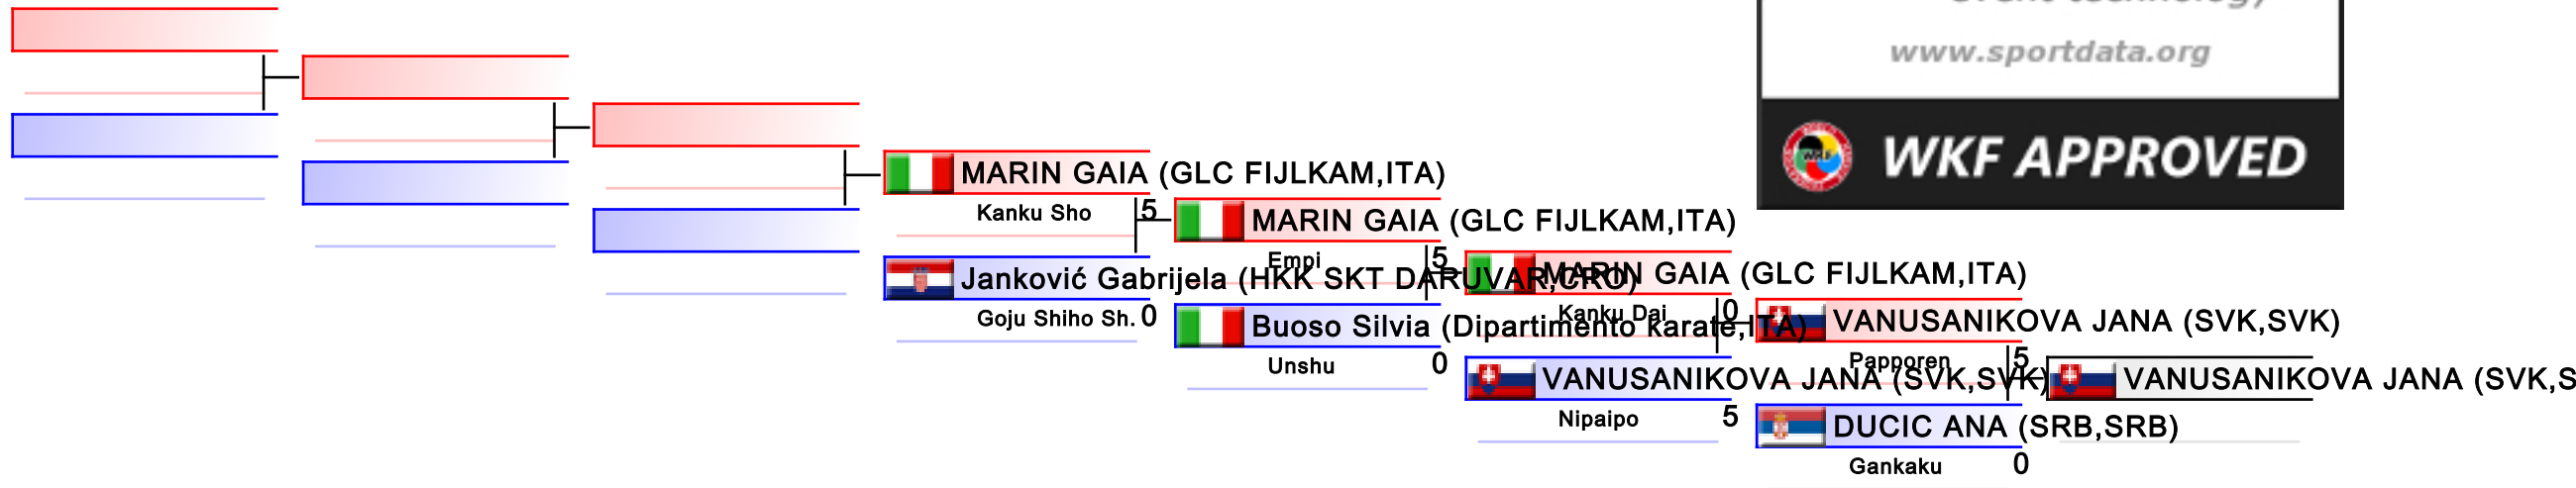 www.sportdata.org
WKF APPROVED
MARIN GAIA (GLC FIJLKAM,ITA)
Kanku Sho
5
MARIN GAIA (GLC FIJLKAM,ITA)
Empi
5
Janković Gabrijela (HKK SKT DARUVAR,CRO)
MARIN GAIA (GLC FIJLKAM,ITA)
Goju Shiho Sh.
0
Kanku Dai
0
Buoso Silvia (Dipartimento karate,ITA)
VANUSANIKOVA JANA (SVK,SVK)
Unshu
0
Papporen
5
VANUSANIKOVA JANA (SVK,SVK)
VANUSANIKOVA JANA (SVK,S
Nipaipo
5
DUCIC ANA (SRB,SRB)
Gankaku
0